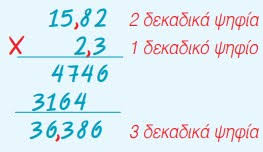 15,82 2 δεκαδικά ψηφία
× 2,3 1 δεκαδικό ψηφίο
4746
3164
36,386 3 δεκαδικά ψηφία